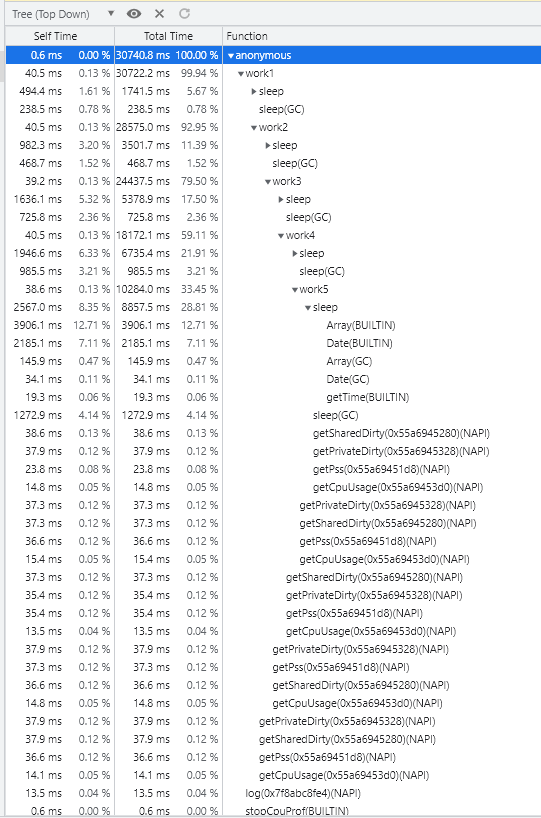 Tree (Top Down)
Self Time Total Time Function
0.6 ms 0.00 % 30740.8 ms 100.00 % anonymous
40.5 ms 0.13 % 30722.2 ms 99.94 % work1
494.4 ms 1.61 % 1741.5 ms 5.67 % sleep
238.5 ms 0.78 % 238.5 ms 0.78 % sleep(GC)
40.5 ms 0.13 % 28575.0 ms 92.95 % work2
982.3 ms 3.20 % 3501.7 ms 11.39 % sleep
468.7 ms 1.52 % 468.7 ms 1.52 % sleep(GC)
39.2 ms 0.13 % 24437.5 ms 79.50 % work3
1636.1 ms 5.32 % 5378.9 ms 17.50 % sleep
725.8 ms 2.36 % 725.8 ms 2.36 % sleep(GC)
40.5 ms 0.13 % 18172.1 ms 59.11 % work4
1946.6 ms 6.33 % 6735.4 ms 21.91 % sleep
985.5 ms 3.21 % 985.5 ms 3.21 % sleep(GC)
38.6 ms 0.13 % 10284.0 ms 33.45 % work5
2567.0 ms 8.35 % 8857.5 ms 28.81 % sleep
3906.1 ms 12.71 % 3906.1 ms 12.71 % Array(BUILTIN)
2185.1 ms 7.11 % 2185.1 ms 7.11 % Date(BUILTIN)
145.9 ms 0.47 % 145.9 ms 0.47 % Array(GC)
34.1 ms 0.11 % 34.1 ms 0.11 % Date(GC)
19.3 ms 0.06 % 19.3 ms 0.06 % getTime(BUILTIN)
1272.9 ms 4.14 % 1272.9 ms 4.14 % sleep(GC)
38.6 ms 0.13 % 38.6 ms 0.13 % getSharedDirty(0x55a6945280)(NAPI)
37.9 ms 0.12 % 37.9 ms 0.12 % getPrivateDirty(0x55a6945328)(NAPI)
23.8 ms 0.08 % 23.8 ms 0.08 % getPss(0x55a69451d8)(NAPI)
14.8 ms 0.05 % 14.8 ms 0.05 % getCpuUsage(0x55a69453d0)(NAPI)
37.3 ms 0.12 % 37.3 ms 0.12 % getPrivateDirty(0x55a6945328)(NAPI)
37.3 ms 0.12 % 37.3 ms 0.12 % getSharedDirty(0x55a6945280)(NAPI)
36.6 ms 0.12 % 36.6 ms 0.12 % getPss(0x55a69451d8)(NAPI)
15.4 ms 0.05 % 15.4 ms 0.05 % getCpuUsage(0x55a69453d0)(NAPI)
37.3 ms 0.12 % 37.3 ms 0.12 % getSharedDirty(0x55a6945280)(NAPI)
35.4 ms 0.12 % 35.4 ms 0.12 % getPrivateDirty(0x55a6945328)(NAPI)
35.4 ms 0.12 % 35.4 ms 0.12 % getPss(0x55a69451d8)(NAPI)
13.5 ms 0.04 % 13.5 ms 0.04 % getCpuUsage(0x55a69453d0)(NAPI)
37.9 ms 0.12 % 37.9 ms 0.12 % getPrivateDirty(0x55a6945328)(NAPI)
37.3 ms 0.12 % 37.3 ms 0.12 % getPss(0x55a69451d8)(NAPI)
36.6 ms 0.12 % 36.6 ms 0.12 % getSharedDirty(0x55a6945280)(NAPI)
14.8 ms 0.05 % 14.8 ms 0.05 % getCpuUsage(0x55a69453d0)(NAPI)
37.9 ms 0.12 % 37.9 ms 0.12 % getPrivateDirty(0x55a6945328)(NAPI)
37.9 ms 0.12 % 37.9 ms 0.12 % getSharedDirty(0x55a6945280)(NAPI)
36.6 ms 0.12 % 36.6 ms 0.12 % getPss(0x55a69451d8)(NAPI)
14.1 ms 0.05 % 14.1 ms 0.05 % getCpuUsage(0x55a69453d0)(NAPI)
13.5 ms 0.04 % 13.5 ms 0.04 % log(0x7f8abc8fe4)(NAPI)
0.6 ms 0.00 % 0.6 ms 0.00 % stopCpuProf(BUILTIN)